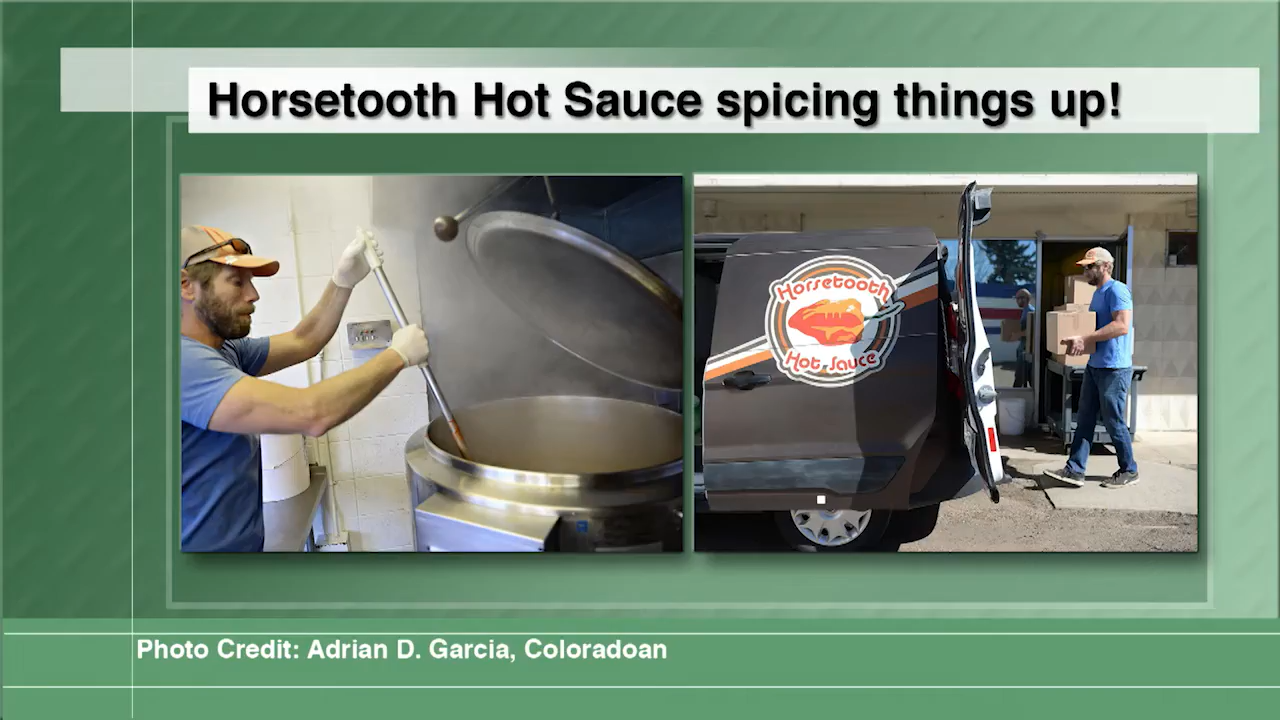 Horsetooth Hot Sauce spicing things up!
Horsetooth
Hot Sauce
Photo Credit: Adrian D. Garcia, Coloradoan